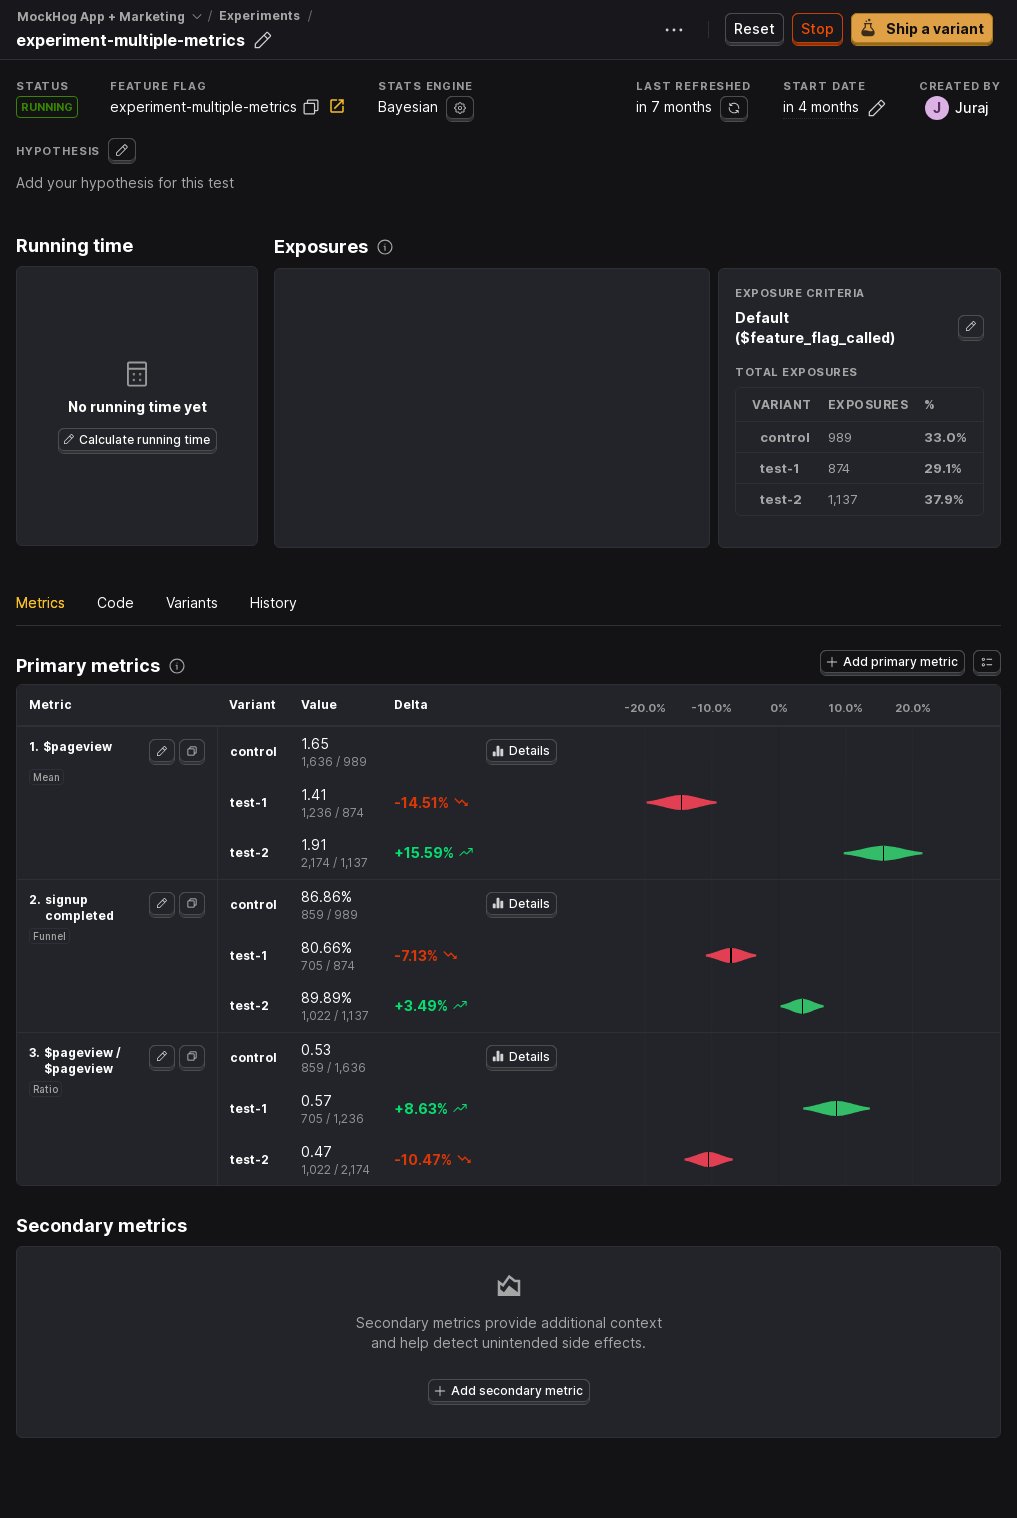 MockHog App + Marketing / Experiments /
experiment-multiple-metrics
Reset
Stop
Ship a variant
STATUS
RUNNING
FEATURE FLAG
experiment-multiple-metrics
STATS ENGINE
Bayesian
LAST REFRESHED
in 7 months
START DATE
in 4 months
CREATED BY
J Juraj
HYPOTHESIS
Add your hypothesis for this test
Running time
No running time yet
Calculate running time
Exposures
EXPOSURE CRITERIA
Default
($feature_flag_called)
TOTAL EXPOSURES
VARIANT EXPOSURES %
control 989 33.0%
test-1 874 29.1%
test-2 1,137 37.9%
Metrics Code Variants History
Primary metrics
Add primary metric
Metric Variant Value Delta -20.0% -10.0% 0% 10.0% 20.0%
1. $pageview
Mean
control 1.65 Details
1,636 / 989
test-1 1.41 -14.51%
1,236 / 874
test-2 1.91 +15.59%
2,174 / 1,137
2. signup
completed
Funnel
control 86.86% Details
859 / 989
test-1 80.66% -7.13%
705 / 874
test-2 89.89% +3.49%
1,022 / 1,137
3. $pageview /
$pageview
Ratio
control 0.53 Details
859 / 1,636
test-1 0.57 +8.63%
705 / 1,236
test-2 0.47 -10.47%
1,022 / 2,174
Secondary metrics
Secondary metrics provide additional context
and help detect unintended side effects.
Add secondary metric